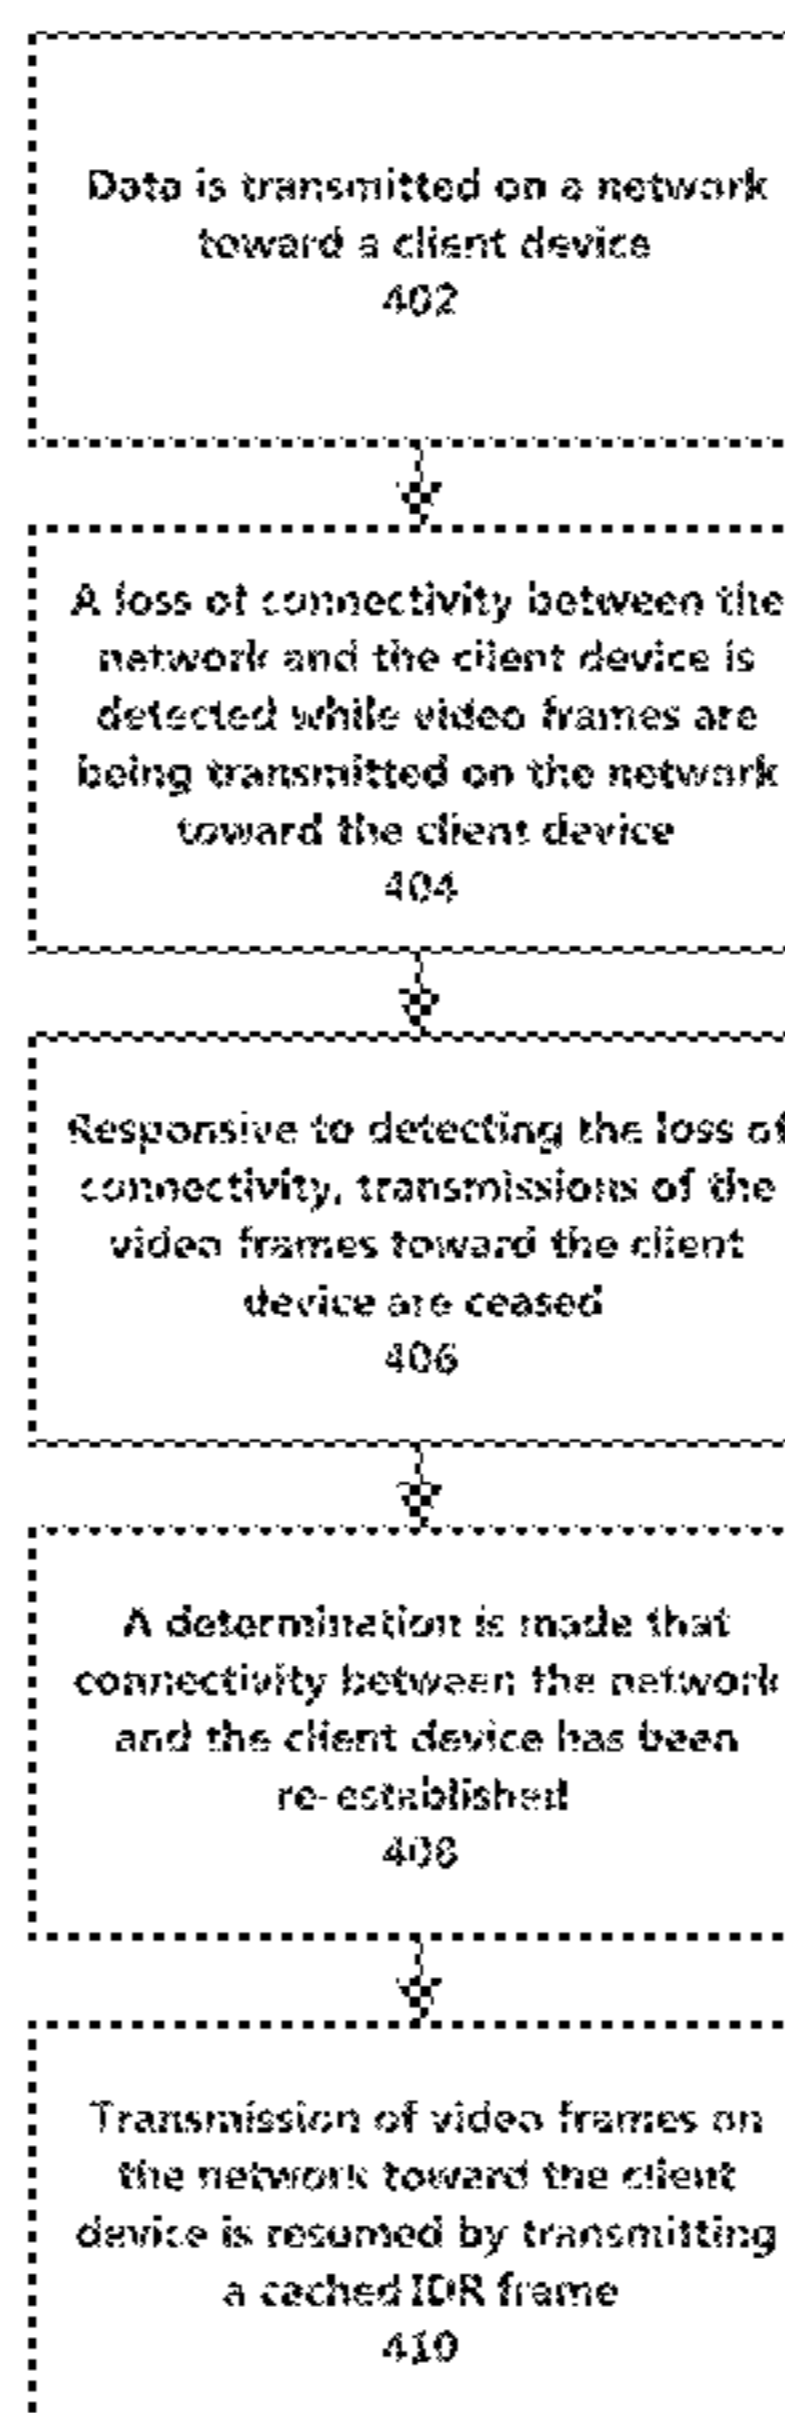 Data is transmitted on a network
toward a client device
402
A loss of connectivity between the
network and the client device is
detected while video frames are
being transmitted on the network
toward the client device
404
Responsive to detecting the loss of
connectivity, transmissions of the
video frames toward the client
device are ceased
406
A determination is made that
connectivity between the network
and the client device has been
re-established
408
Transmission of video frames on
the network toward the client
device is resumed by transmitting
a cached IDR frame
410